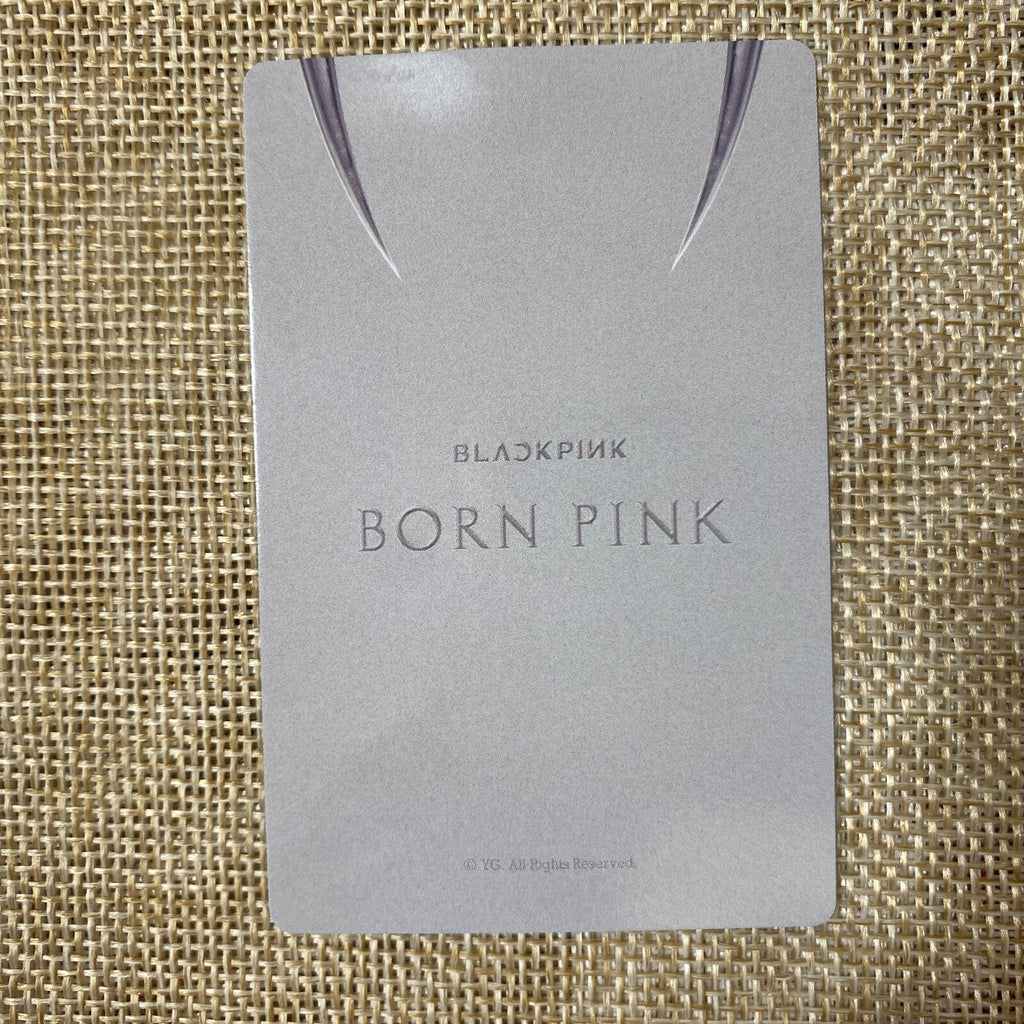 BLACKPINK
BORN PINK
© YG. All Rights Reserved.